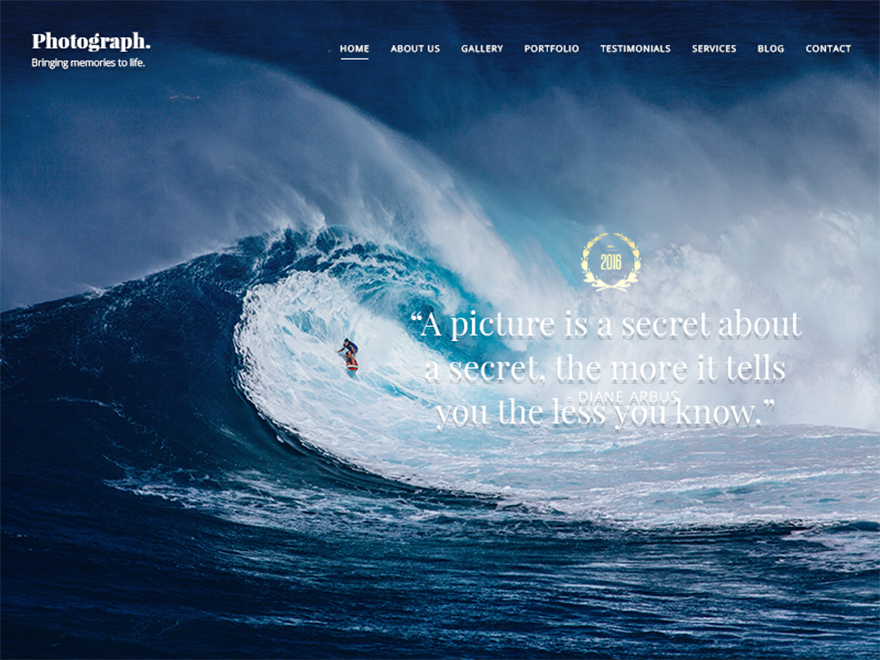 Photograph.
Bringing memories to life.
HOME ABOUT US GALLERY PORTFOLIO TESTIMONIALS SERVICES BLOG CONTACT
2016
“A picture is a secret about
a secret, the more it tells
- DIANE ARBUS
you the less you know.”